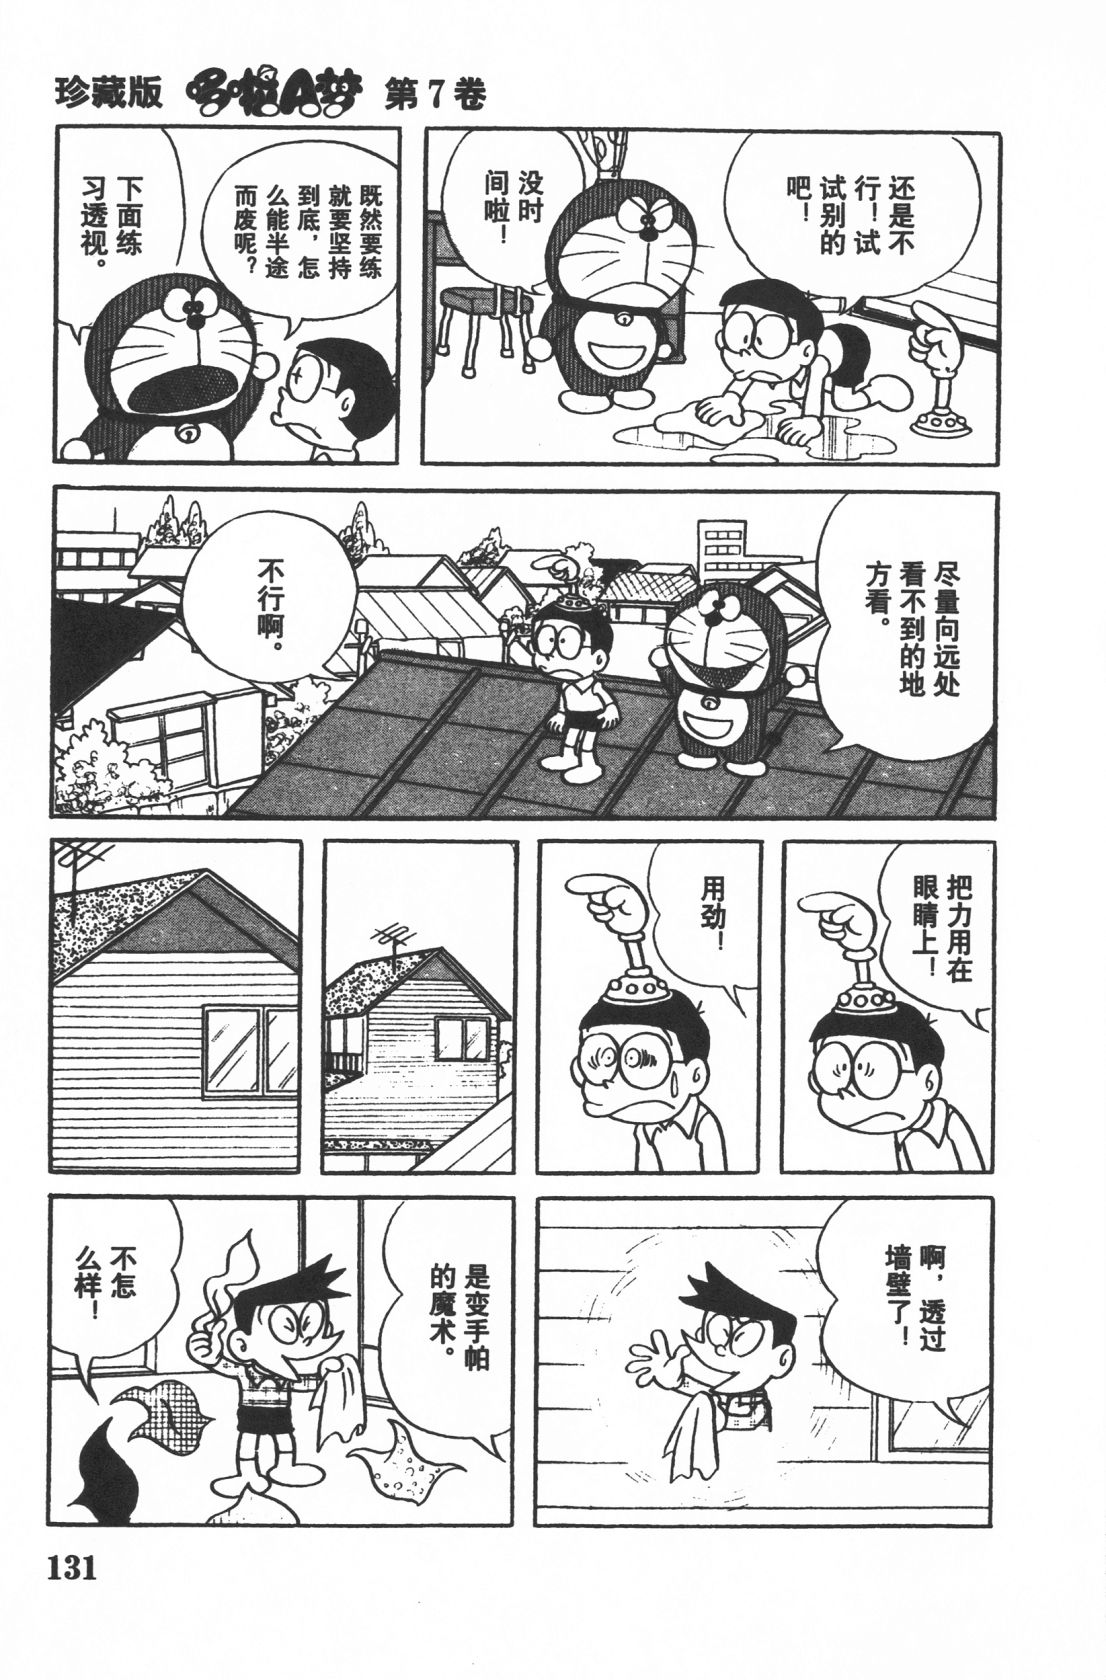 珍藏版 哆啦A梦 第7卷
还是不
行！试
试别的
吧！
没时
间啦！
既然要练
就要坚持
到底，怎
么能半途
而废呢？
下面练
习透视。
尽量向远处
看不到的地
方看。
不行啊。
把力用在
眼睛上！
用劲！
啊，透过
墙壁了！
是变手帕
的魔术。
不怎
么样！
131